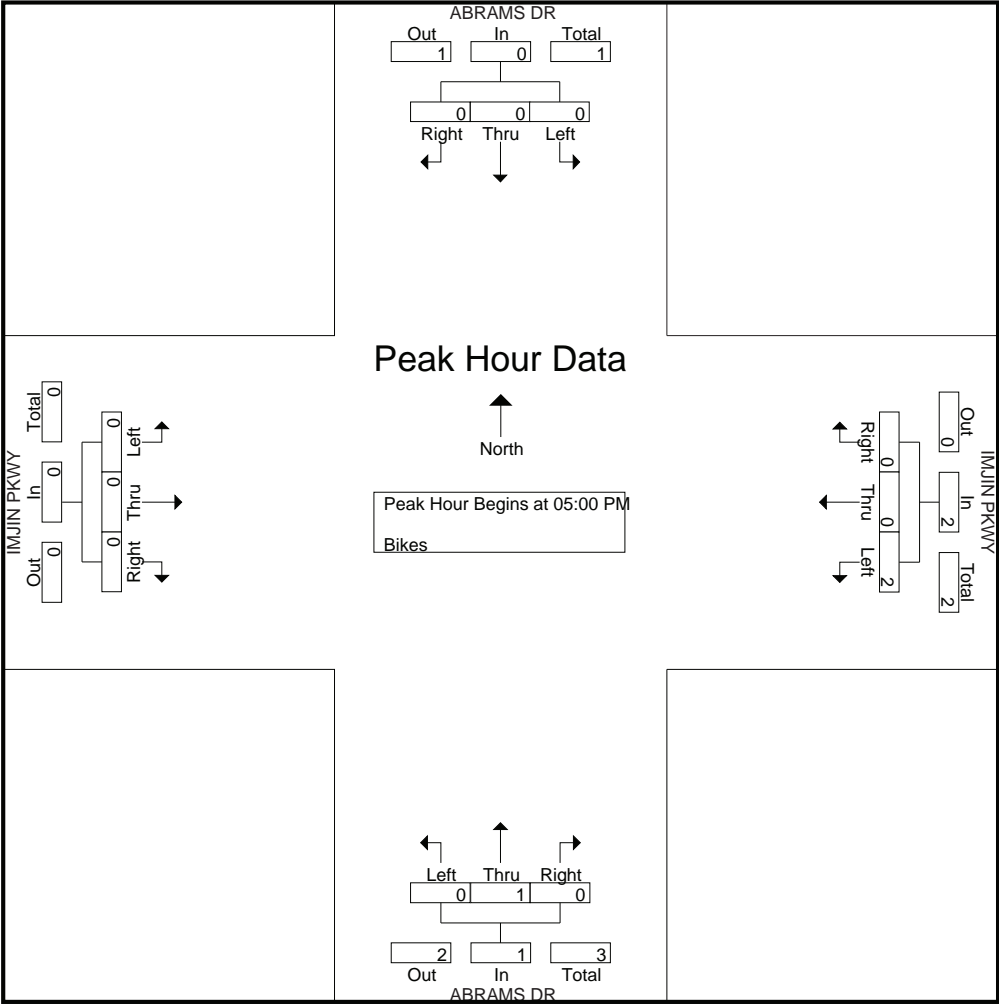 ABRAMS DR
Out In Total
1 0 1
0 0 0
Right Thru Left
Peak Hour Data
North
Peak Hour Begins at 05:00 PM
Bikes
IMJIN PKWY
Total In Out
0 0 0
0 0 0
Left Thru Right
Right Thru Left
0 0 2
Out In Total
0 2 2
IMJIN PKWY
Left Thru Right
0 1 0
2 1 3
Out In Total
ABRAMS DR